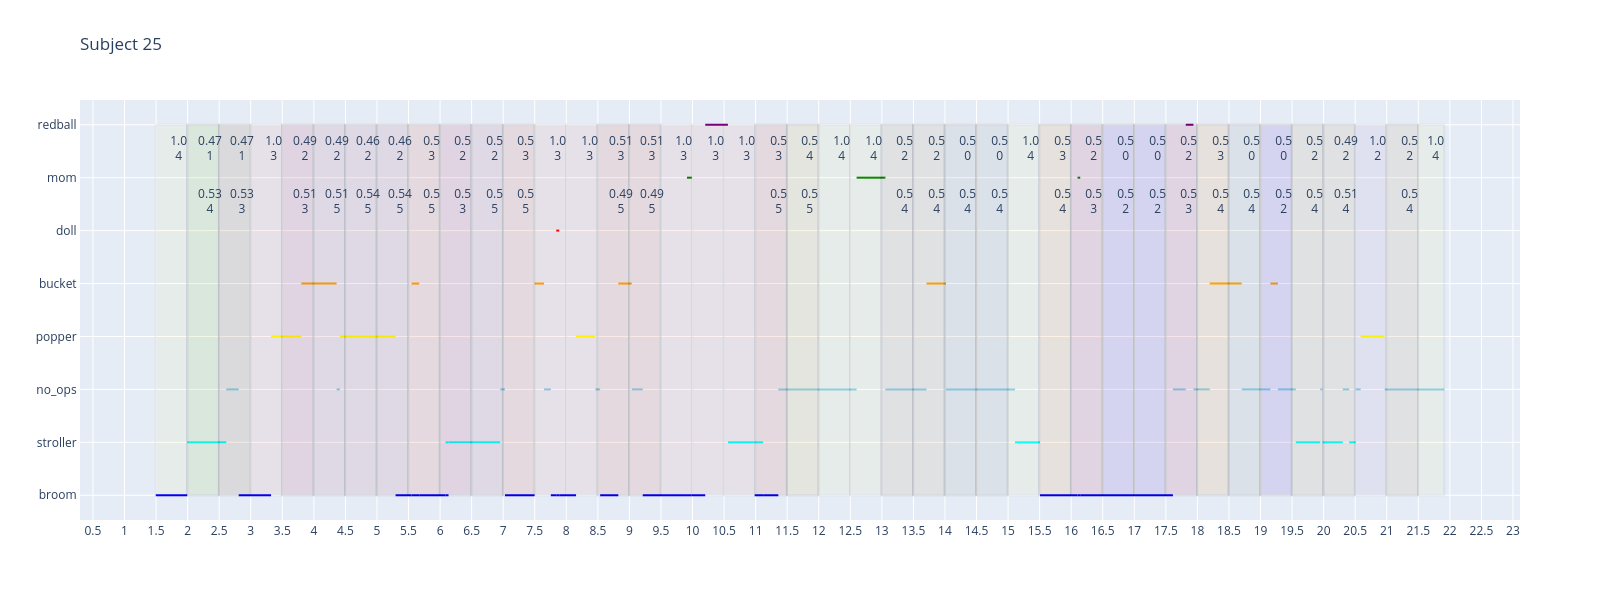 Subject 25
redball
1.0 0.47 0.47 1.0 0.49 0.49 0.46 0.46 0.5 0.5 0.5 0.5 1.0 1.0 0.51 0.51 1.0 1.0 1.0 0.5 0.5 1.0 1.0 0.5 0.5 0.5 0.5 1.0 0.5 0.5 0.5 0.5 0.5 0.5 0.5 0.5 0.5 0.49 1.0 0.5 1.0
4 1 1 3 2 2 2 2 3 2 2 3 3 3 3 3 3 3 3 3 4 4 4 2 2 0 0 4 3 2 0 0 2 3 0 0 2 2 2 2 4
mom
0.53 0.53 0.51 0.51 0.54 0.54 0.5 0.5 0.5 0.5 0.49 0.49 0.5 0.5 0.5 0.5 0.5 0.5 0.5 0.5 0.5 0.5 0.5 0.5 0.5 0.5 0.5 0.51 0.5
4 3 3 5 5 5 5 3 5 5 5 5 5 5 4 4 4 4 4 3 2 2 3 4 4 2 4 4 4
doll
bucket
popper
no_ops
stroller
broom
0.5 1 1.5 2 2.5 3 3.5 4 4.5 5 5.5 6 6.5 7 7.5 8 8.5 9 9.5 10 10.5 11 11.5 12 12.5 13 13.5 14 14.5 15 15.5 16 16.5 17 17.5 18 18.5 19 19.5 20 20.5 21 21.5 22 22.5 23